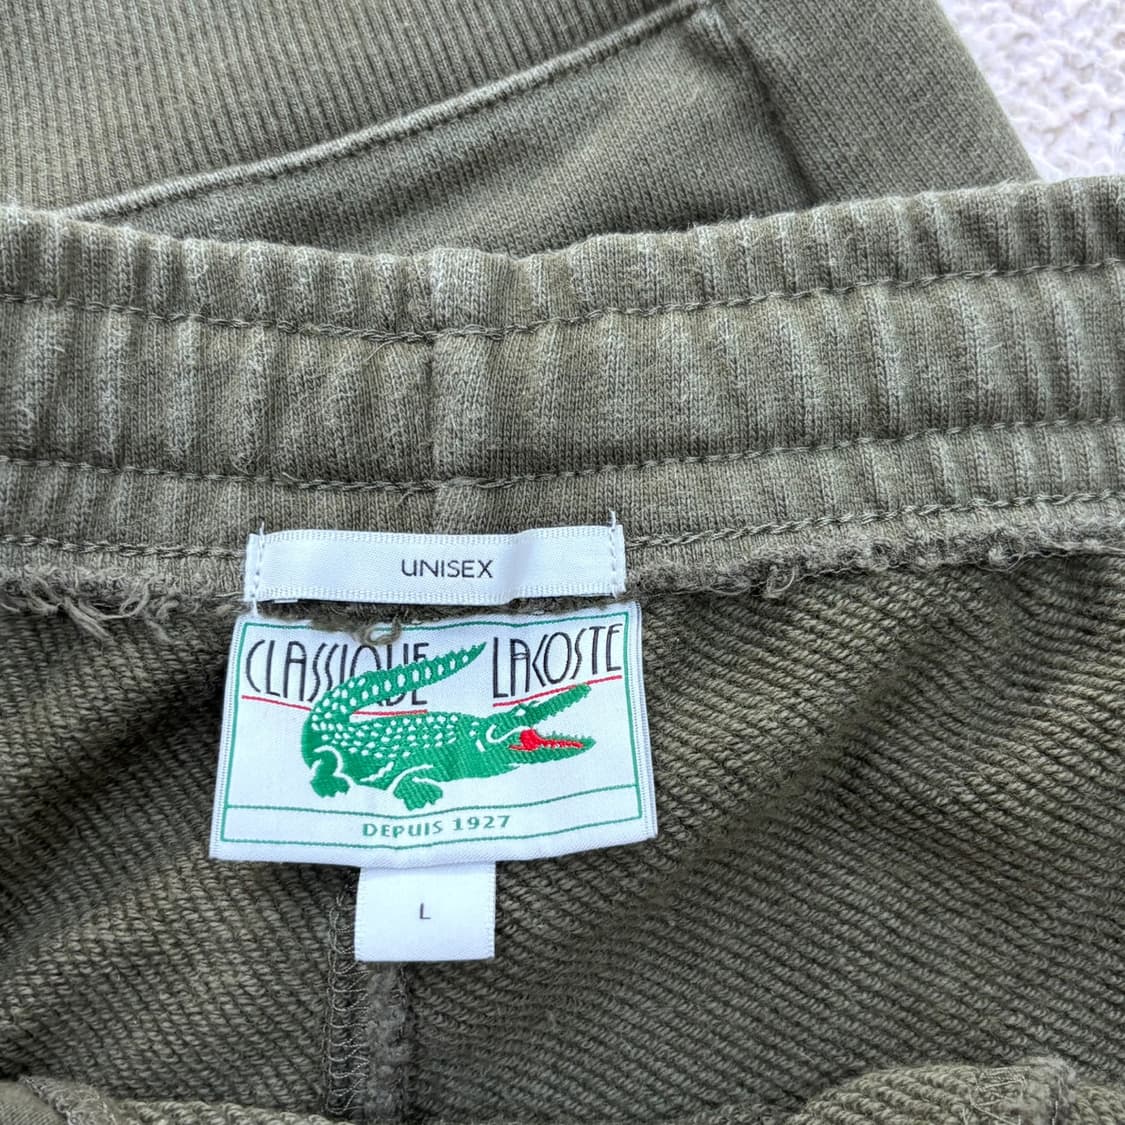 UNISEX
CLASSIQUE LACOSTE
DEPUIS 1927
L